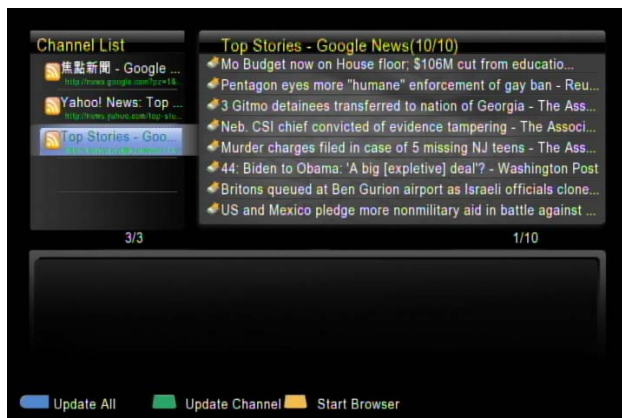 Channel List
焦點新聞 - Google ...
Yahoo! News: Top ...
Top Stories - Goo...
3/3
Top Stories - Google News(10/10)
Mo Budget now on House floor; $106M cut from educatio...
Pentagon eyes more "humane" enforcement of gay ban - Reu...
3 Gitmo detainees transferred to nation of Georgia - The Ass...
Neb. CSI chief convicted of evidence tampering - The Associ...
Murder charges filed in case of 5 missing NJ teens - The Ass...
44: Biden to Obama: 'A big [expletive] deal'? - Washington Post
Britons queued at Ben Gurion airport as Israeli officials clone...
US and Mexico pledge more nonmilitary aid in battle against ...
1/10
Update All
Update Channel
Start Browser